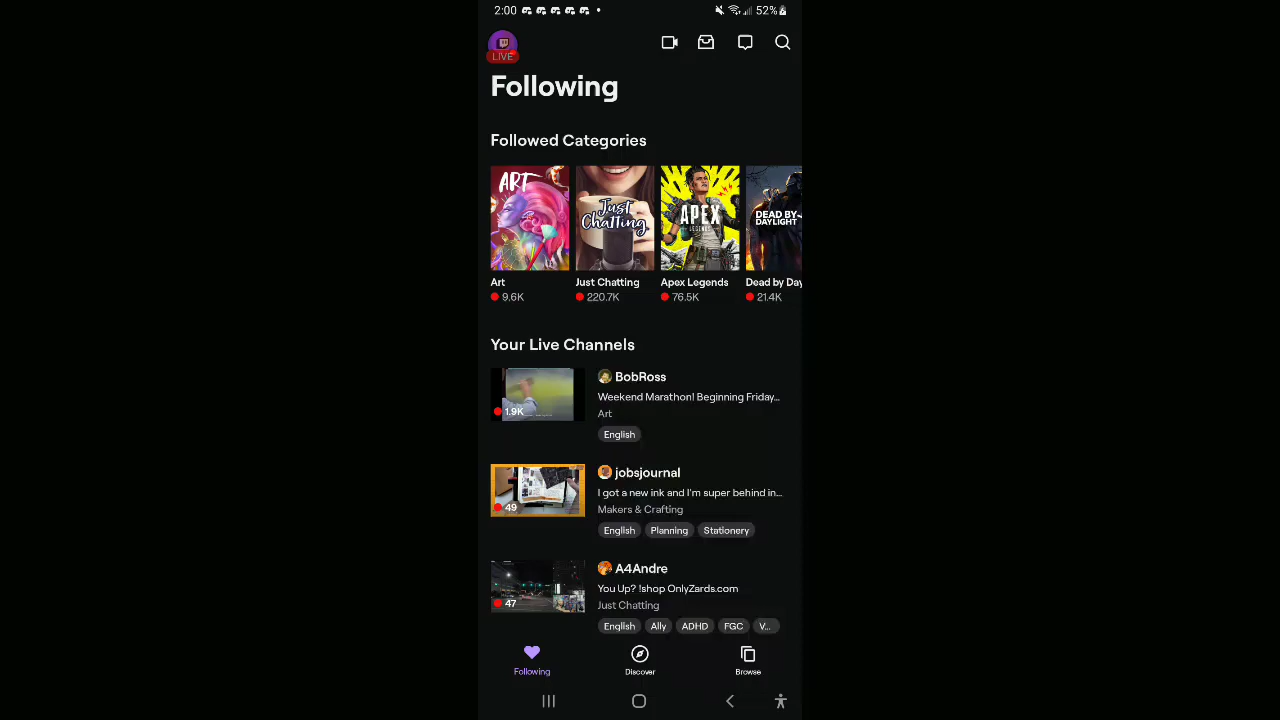 2:00 52%
LIVE
Following
Followed Categories
ART
Just Chatting
APEX LEGENDS
DEAD BY DAYLIGHT
Art
Just Chatting
Apex Legends
Dead by Day
9.6K
220.7K
76.5K
21.4K
Your Live Channels
BobRoss
Weekend Marathon! Beginning Friday...
1.9K
Art
English
jobsjournal
I got a new ink and I'm super behind in...
49
Makers & Crafting
English Planning Stationery
A4Andre
You Up? !shop OnlyZards.com
47
Just Chatting
English Ally ADHD FGC V...
Following Discover Browse